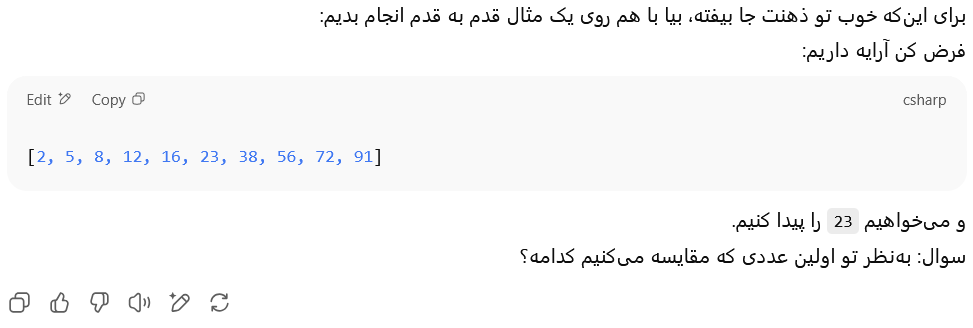 برای این‌که خوب تو ذهنت جا بیفته، بیا با هم روی یک مثال قدم به قدم انجام بدیم:
فرض کن آرایه داریم:
csharp Copy Edit
[2, 5, 8, 12, 16, 23, 38, 56, 72, 91]
و می‌خواهیم 23 را پیدا کنیم.
سوال: به‌نظر تو اولین عددی که مقایسه می‌کنیم کدامه؟